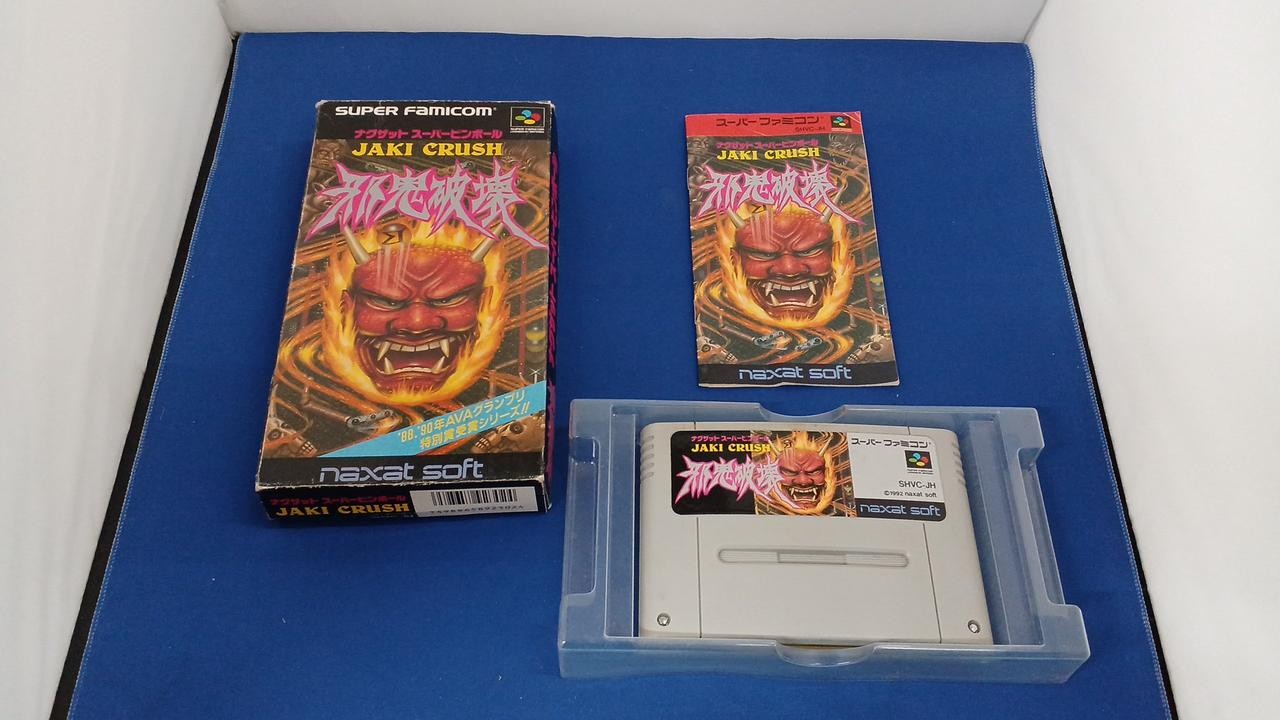 SUPER FAMICOM
ナグザット スーパーピンボール
JAKI CRUSH
邪鬼破壊
'88.'90年AVAグランプリ
特別賞受賞シリーズ!!
naxat soft
ナグザット スーパーピンボール
JAKI CRUSH
スーパーファミコン
SHVC-JH
ナグザット スーパーピンボール
JAKI CRUSH
邪鬼破壊
naxat soft
ナグザット スーパーピンボール
JAKI CRUSH
邪鬼破壊
スーパーファミコン
SHVC-JH
©1992 naxat soft
naxat soft